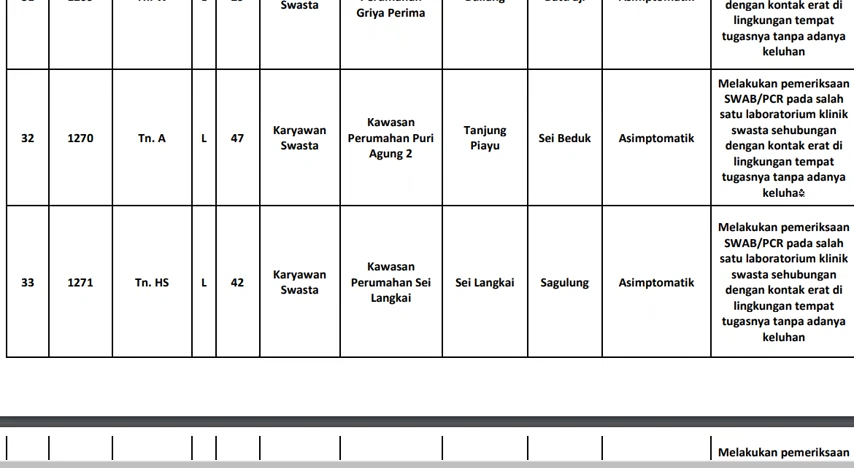 Swasta
Griya Perima
dengan kontak erat di
lingkungan tempat
tugasnya tanpa adanya
keluhan
32
1270
Tn. A
L
47
Karyawan
Swasta
Kawasan
Perumahan Puri
Agung 2
Tanjung
Piayu
Sei Beduk
Asimptomatik
Melakukan pemeriksaan
SWAB/PCR pada salah
satu laboratorium klinik
swasta sehubungan
dengan kontak erat di
lingkungan tempat
tugasnya tanpa adanya
keluha
33
1271
Tn. HS
L
42
Karyawan
Swasta
Kawasan
Perumahan Sei
Langkai
Sei Langkai
Sagulung
Asimptomatik
Melakukan pemeriksaan
SWAB/PCR pada salah
satu laboratorium klinik
swasta sehubungan
dengan kontak erat di
lingkungan tempat
tugasnya tanpa adanya
keluhan
Melakukan pemeriksaan